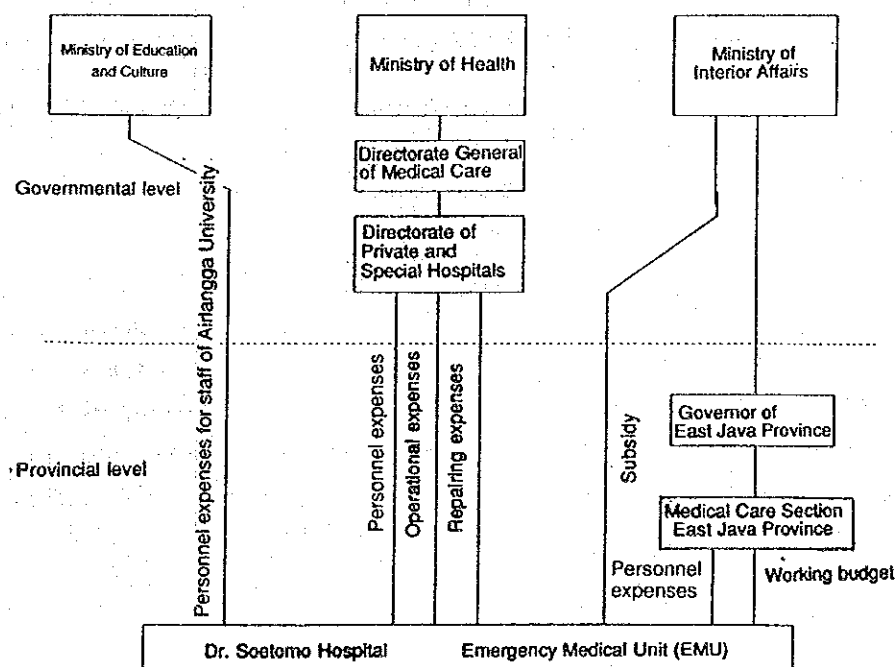 Ministry of Education
and Culture
Ministry of Health
Ministry of
Interior Affairs
Directorate General
of Medical Care
Governmental level
Directorate of
Private and
Special Hospitals
Personnel expenses for staff of Airlangga University
Personnel expenses
Operational expenses
Repairing expenses
Subsidy
Governor of
East Java Province
Provincial level
Medical Care Section
East Java Province
Personnel
expenses
Working budget
Dr. Soetomo Hospital
Emergency Medical Unit (EMU)